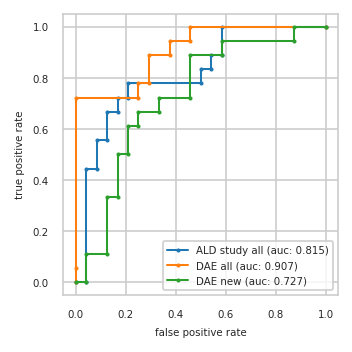 1.0
0.8
0.6
0.4
0.2
0.0
true positive rate
ALD study all (auc: 0.815)
DAE all (auc: 0.907)
DAE new (auc: 0.727)
0.0 0.2 0.4 0.6 0.8 1.0
false positive rate